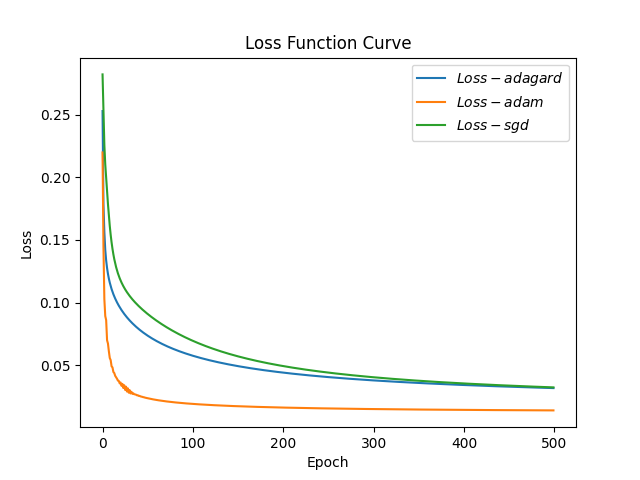 Loss Function Curve
Loss − adagard
Loss − adam
Loss − sgd
0.25
0.20
0.15
0.10
0.05
Loss
0
100
200
300
400
500
Epoch